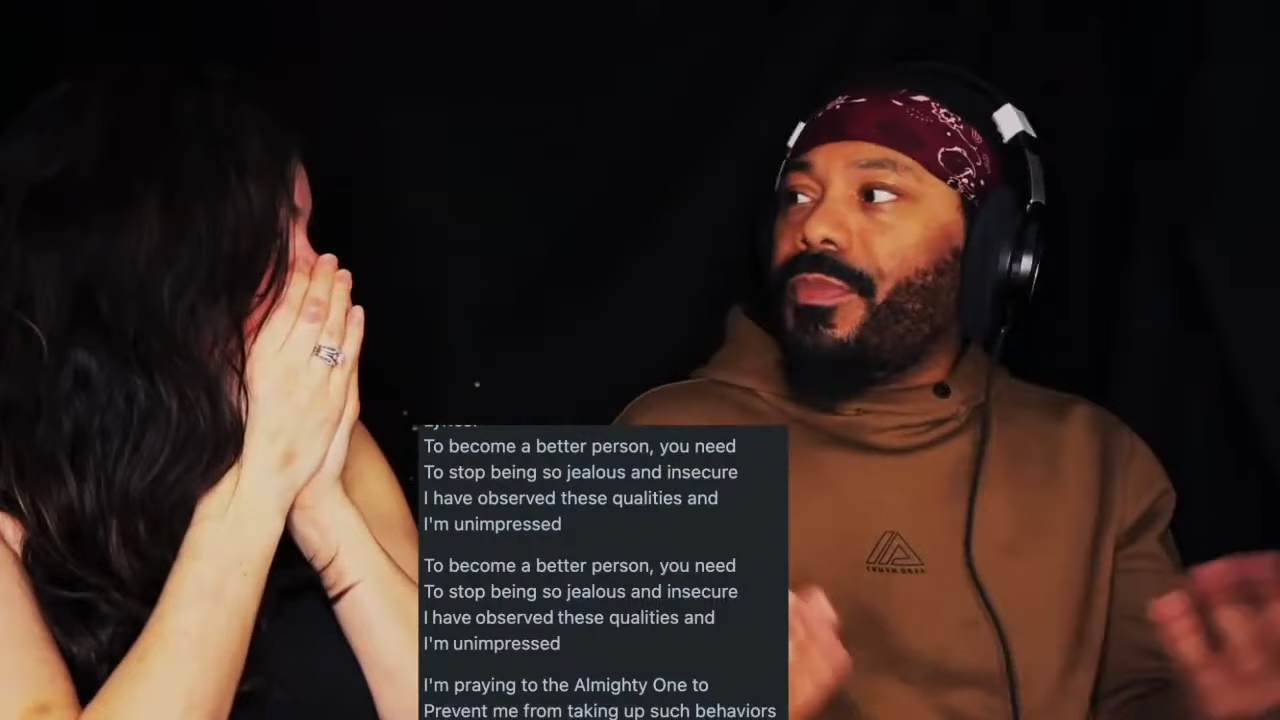 To become a better person, you need
To stop being so jealous and insecure
I have observed these qualities and
I'm unimpressed
To become a better person, you need
To stop being so jealous and insecure
I have observed these qualities and
I'm unimpressed
I'm praying to the Almighty One to
Prevent me from taking up such behaviors